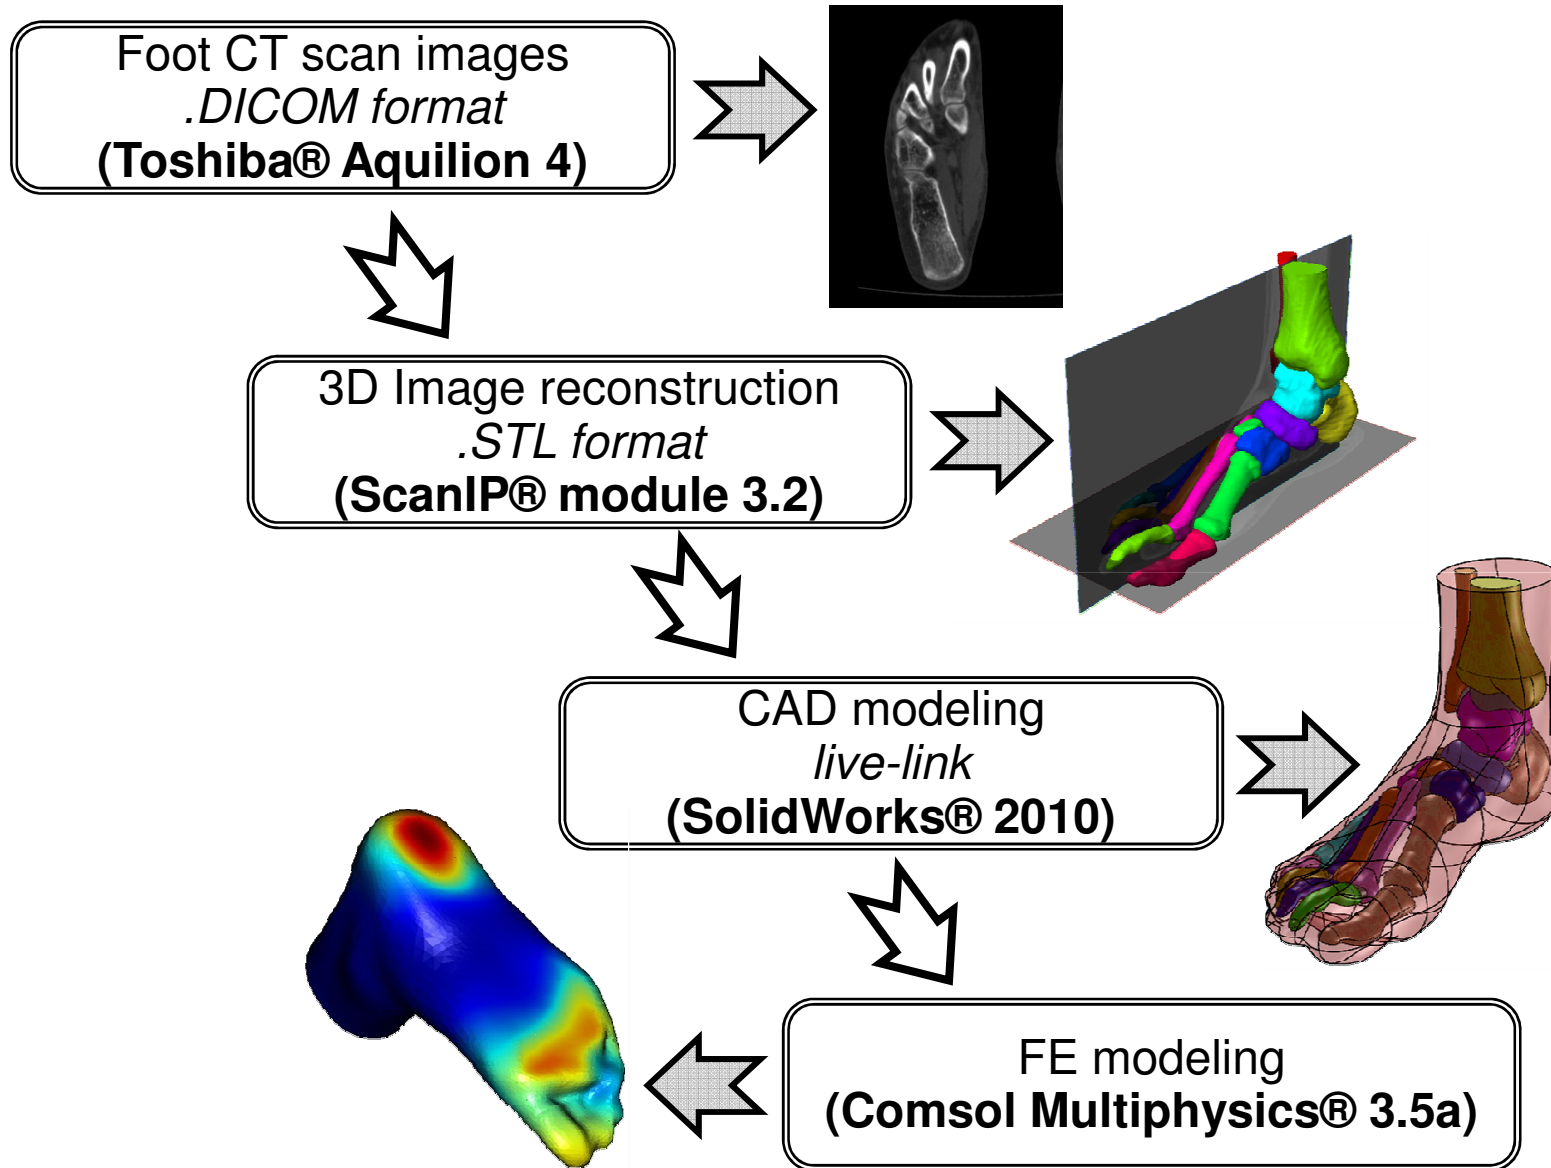 Foot CT scan images
.DICOM format
(Toshiba® Aquilion 4)
3D Image reconstruction
.STL format
(ScanIP® module 3.2)
CAD modeling
live-link
(SolidWorks® 2010)
FE modeling
(Comsol Multiphysics® 3.5a)